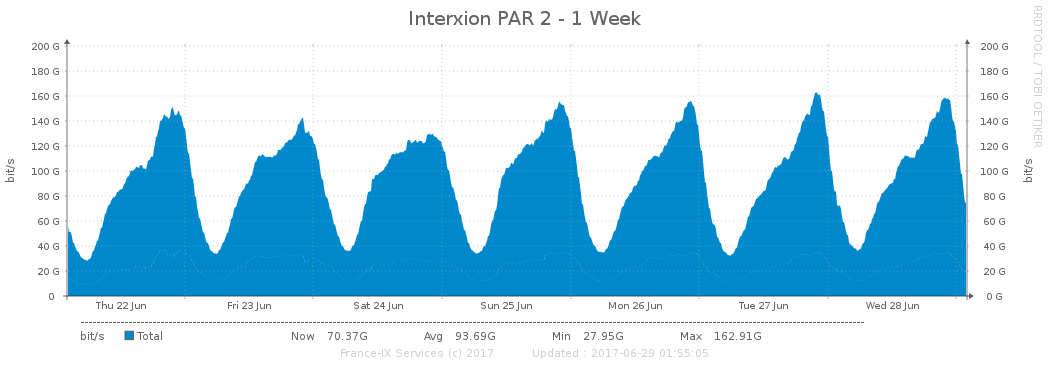 Interxion PAR 2 - 1 Week
RRDTOOL / TOBI OETIKER
200 G 200 G
180 G 180 G
160 G 160 G
140 G 140 G
120 G 120 G
100 G 100 G
80 G 80 G
60 G 60 G
40 G 40 G
20 G 20 G
0 0 G
bit/s
bit/s
Thu 22 Jun Fri 23 Jun Sat 24 Jun Sun 25 Jun Mon 26 Jun Tue 27 Jun Wed 28 Jun
bit/s Total Now 70.37G Avg 93.69G Min 27.95G Max 162.91G
France-IX Services (c) 2017 Updated : 2017-06-29 01:55:05